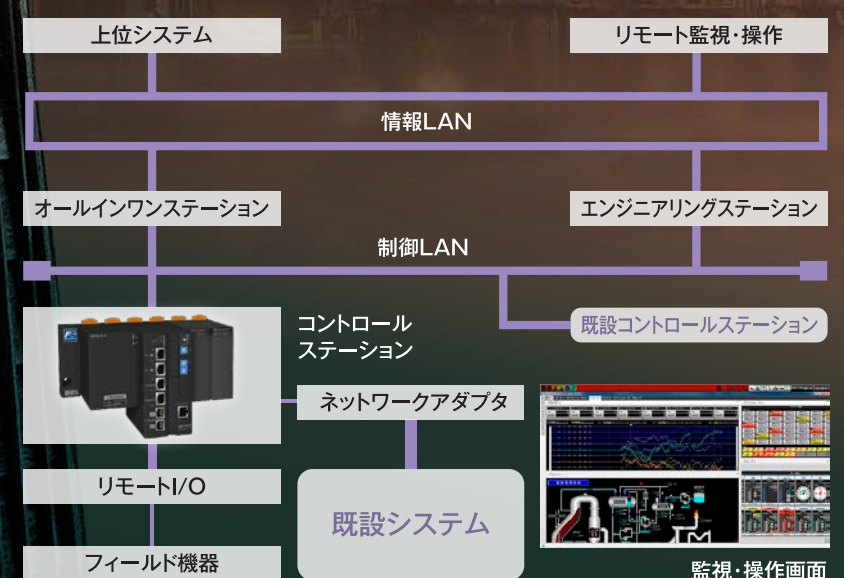 上位システム
リモート監視・操作
情報LAN
オールインワンステーション
エンジニアリングステーション
制御LAN
コントロール
ステーション
既設コントロールステーション
ネットワークアダプタ
リモートI/O
既設システム
フィールド機器
監視・操作画面